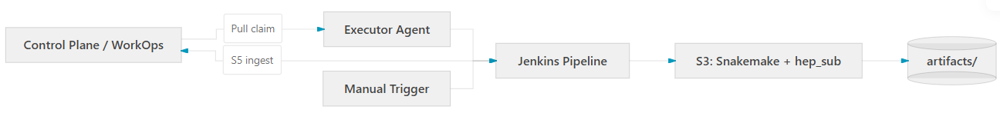 Control Plane / WorkOps
Pull claim
S5 ingest
Executor Agent
Manual Trigger
Jenkins Pipeline
S3: Snakemake + hep_sub
artifacts/